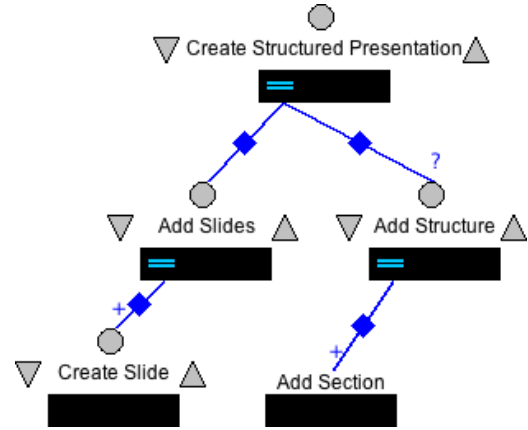 Create Structured Presentation
?
Add Slides
Add Structure
+
+
Create Slide
Add Section